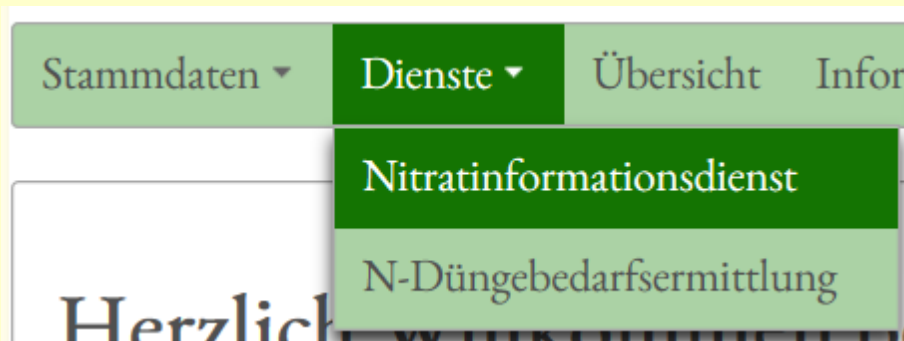 Stammdaten Dienste Übersicht
Nitratinformationsdienst
N-Düngebedarfsermittlung